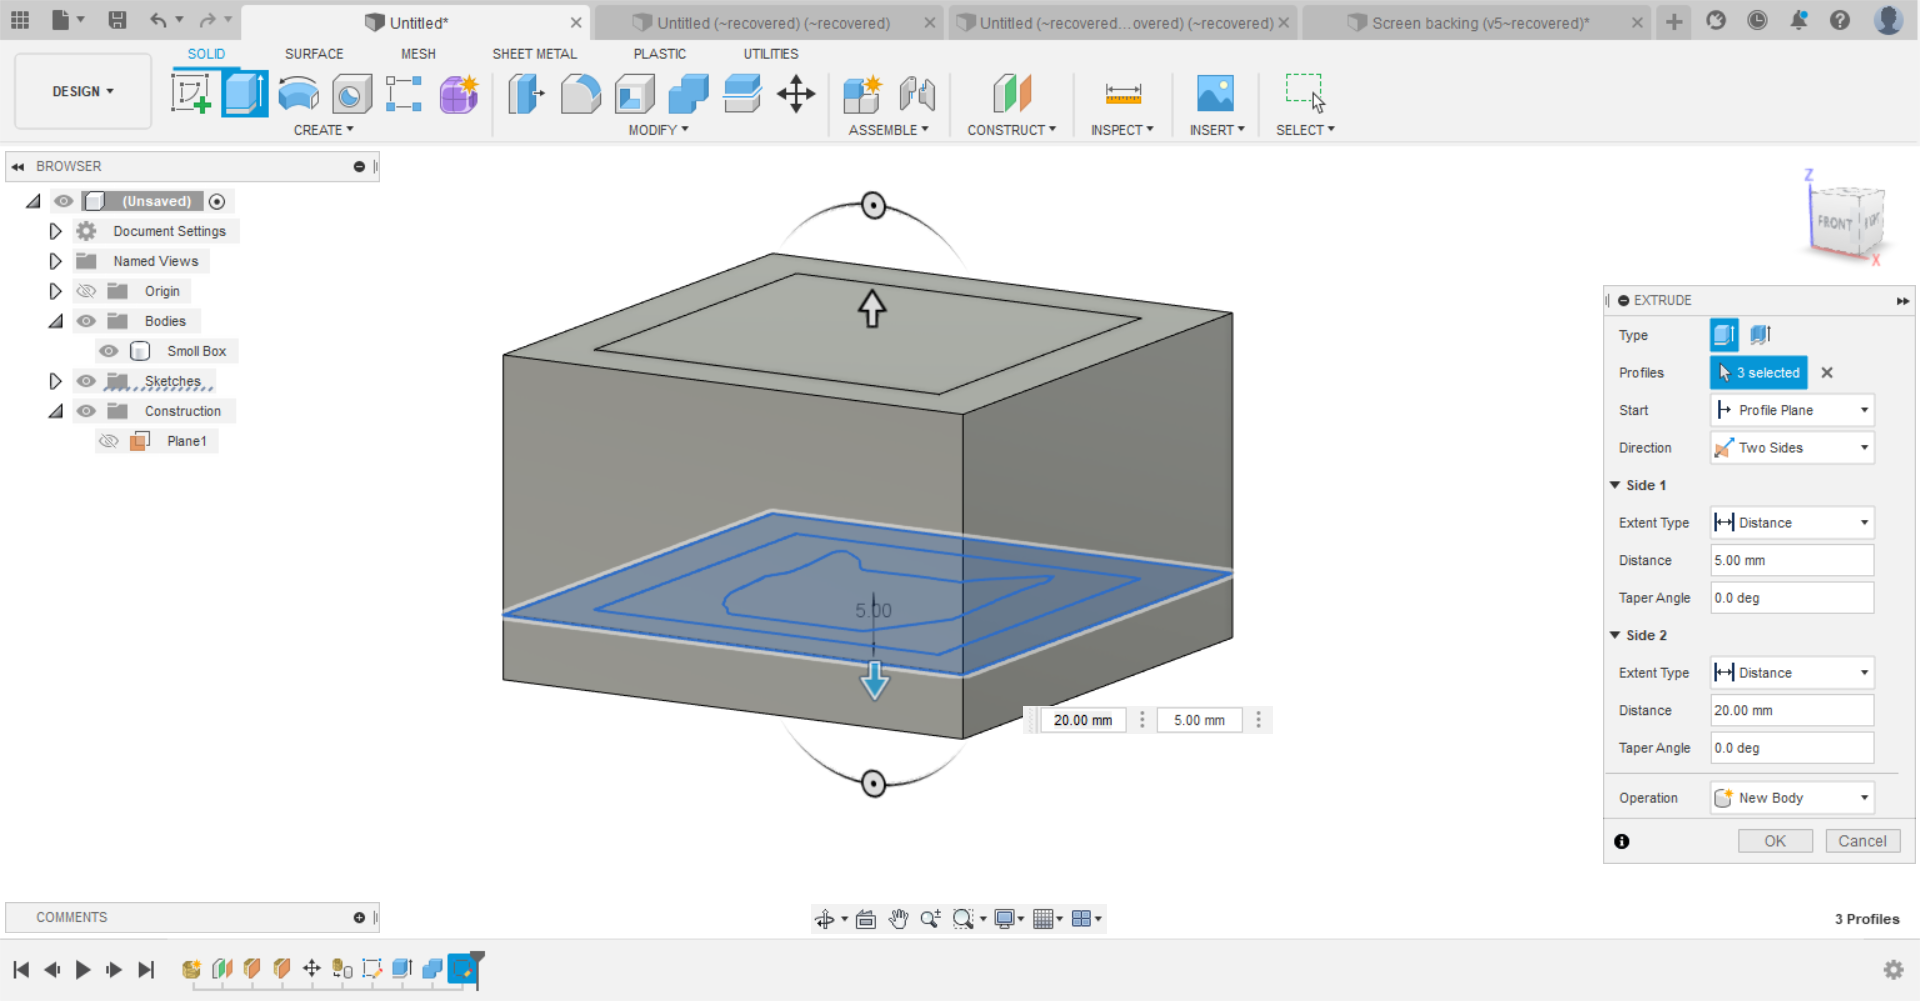 Untitled*
Untitled (~recovered) (~recovered)
Untitled (~recovered...overed) (~recovered)
Screen backing (v5~recovered)*
DESIGN
SOLID
SURFACE
MESH
SHEET METAL
PLASTIC
UTILITIES
CREATE
MODIFY
ASSEMBLE
CONSTRUCT
INSPECT
INSERT
SELECT
BROWSER
(Unsaved)
Document Settings
Named Views
Origin
Bodies
Smoll Box
Sketches
Construction
Plane1
Z
FRONT
X
5.00
20.00 mm
5.00 mm
EXTRUDE
Type
Profiles
3 selected
Start
Profile Plane
Direction
Two Sides
Side 1
Extent Type
Distance
Distance
5.00 mm
Taper Angle
0.0 deg
Side 2
Extent Type
Distance
Distance
20.00 mm
Taper Angle
0.0 deg
Operation
New Body
OK
Cancel
COMMENTS
3 Profiles